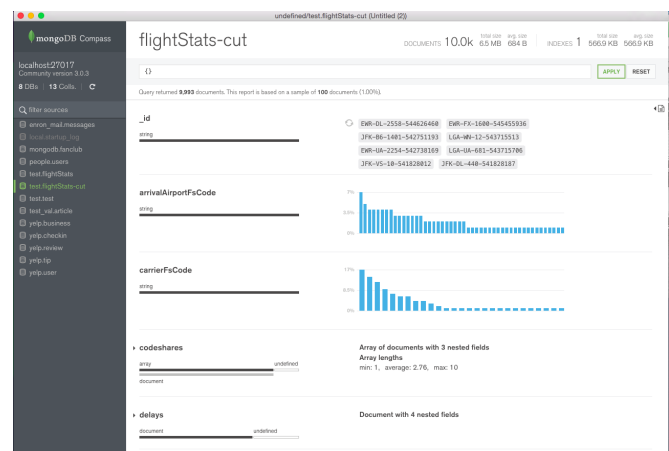 undefined/test.flightStats-cut (Untitled (2))
mongoDB Compass
localhost:27017
Community version 3.0.3
8 DBs 13 Colls. C
filter sources
enron_mail.messages
local.startup_log
mongodb.fanclub
people.users
test.flightStats
test.flightStats-cut
test.test
test_val.article
yelp.business
yelp.checkin
yelp.review
yelp.tip
yelp.user
flightStats-cut
DOCUMENTS 10.0k total size 6.5 MB avg. size 684 B INDEXES 1 total size 566.9 KB avg. size 566.9 KB
{} APPLY RESET
Query returned 9,993 documents. This report is based on a sample of 100 documents (1.00%).
_id
string
EWR-DL-2558-544626460 EWR-FX-1600-545455936
JFK-B6-1401-542751193 LGA-WN-12-543715513
EWR-UA-2254-542738169 LGA-UA-681-543715706
JFK-VS-10-541828012 JFK-DL-440-541828187
arrivalAirportFsCode
string
7%
3.5%
0%
carrierFsCode
string
17%
8.5%
0%
codeshares
array undefined
document
Array of documents with 3 nested fields
Array lengths
min: 1, average: 2.76, max: 10
delays
document undefined
Document with 4 nested fields